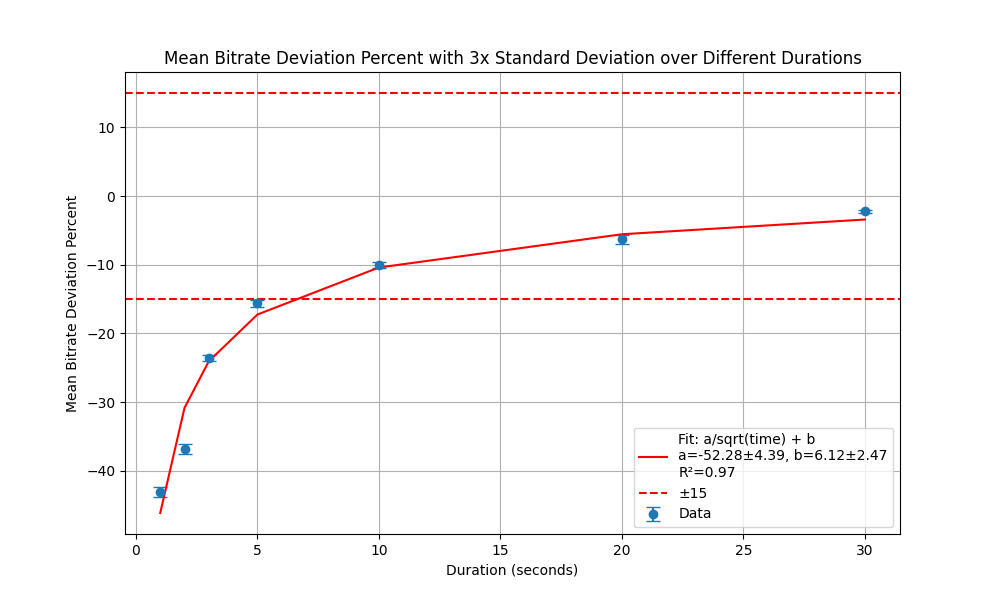 Mean Bitrate Deviation Percent with 3x Standard Deviation over Different Durations
Mean Bitrate Deviation Percent
10
0
−10
−20
−30
−40
Fit: a/sqrt(time) + b
a=-52.28±4.39, b=6.12±2.47
R²=0.97
±15
Data
0 5 10 15 20 25 30
Duration (seconds)